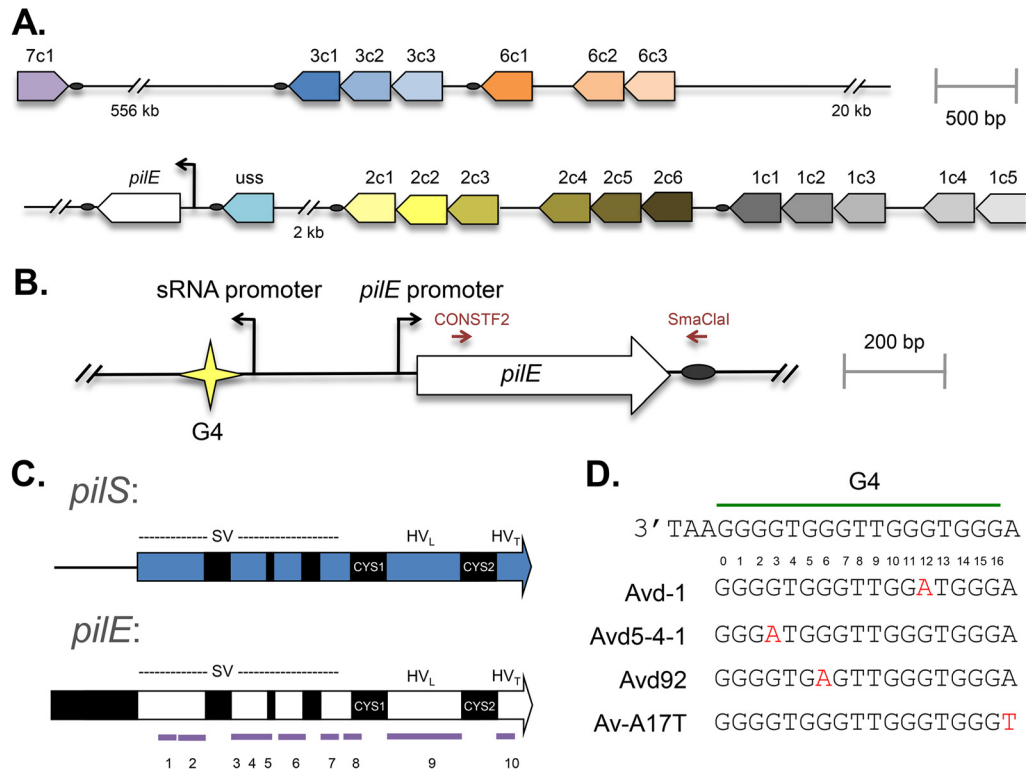 A.
7c1 3c1 3c2 3c3 6c1 6c2 6c3
556 kb 20 kb
500 bp
pilE uss 2c1 2c2 2c3 2c4 2c5 2c6 1c1 1c2 1c3 1c4 1c5
2 kb
B.
sRNA promoter pilE promoter
CONSTF2 SmaClaI
200 bp
pilE
G4
C.
pilS:
SV HVL HVT
CYS1 CYS2
pilE:
SV HVL HVT
CYS1 CYS2
1 2 3 4 5 6 7 8 9 10
D.
G4
3’TAAGGGGTGGGTTGGGTGGGA
0 1 2 3 4 5 6 7 8 9 10 11 12 13 14 15 16
Avd-1 GGGGTGGGTTGGATGGGA
Avd5-4-1 GGGATGGGTTGGGTGGGA
Avd92 GGGGTGAGTTGGGTGGGA
Av-A17T GGGGTGGGTTGGGTGGGT